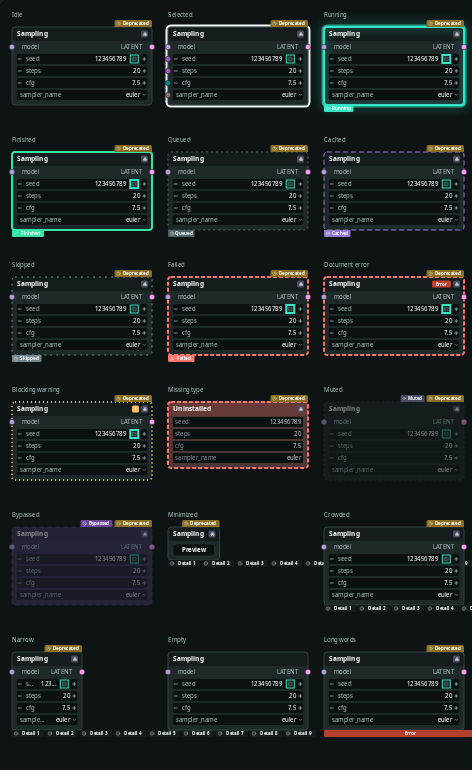 Idle Selected Running
Deprecated Deprecated Deprecated
Sampling Sampling Sampling
model LATENT model LATENT model LATENT
seed 123456789 seed 123456789 seed 123456789
steps 20 steps 20 steps 20
cfg 7.5 cfg 7.5 cfg 7.5
sampler_name euler sampler_name euler sampler_name euler
Running
Finished Queued Cached
Deprecated Deprecated Deprecated
Sampling Sampling Sampling
model LATENT model LATENT model LATENT
seed 123456789 seed 123456789 seed 123456789
steps 20 steps 20 steps 20
cfg 7.5 cfg 7.5 cfg 7.5
sampler_name euler sampler_name euler sampler_name euler
Finished Queued Cached
Skipped Failed Document error
Deprecated Deprecated Deprecated
Sampling Sampling Sampling Error
model LATENT model LATENT model LATENT
seed 123456789 seed 123456789 seed 123456789
steps 20 steps 20 steps 20
cfg 7.5 cfg 7.5 cfg 7.5
sampler_name euler sampler_name euler sampler_name euler
Skipped Failed
Blocking warning Missing type Muted
Deprecated Deprecated Muted Deprecated
Sampling Uninstalled Sampling
model LATENT seed 123456789 model LATENT
seed 123456789 steps 20 seed 123456789
steps 20 cfg 7.5 steps 20
cfg 7.5 sampler_name euler cfg 7.5
sampler_name euler sampler_name euler
Bypassed Minimized Crowded
Bypassed Deprecated Deprecated Deprecated
Sampling Sampling Sampling
model LATENT Preview model LATENT
seed 123456789 Detail 1 Detail 2 Detail 3 Detail 4 seed 123456789
steps 20 steps 20
cfg 7.5 cfg 7.5
sampler_name euler sampler_name euler
Detail 1 Detail 2 Detail 3 Detail 4
Narrow Empty Long words
Deprecated Deprecated Deprecated
Sampling Sampling Sampling
model LATENT model LATENT model LATENT
s... 123... seed 123456789 seed 123456789
steps 20 steps 20 steps 20
cfg 7.5 cfg 7.5 cfg 7.5
sample... euler sampler_name euler sampler_name euler
Detail 1 Detail 2 Detail 3 Detail 4 Detail 5 Detail 6 Detail 7 Detail 8 Detail 9 Error